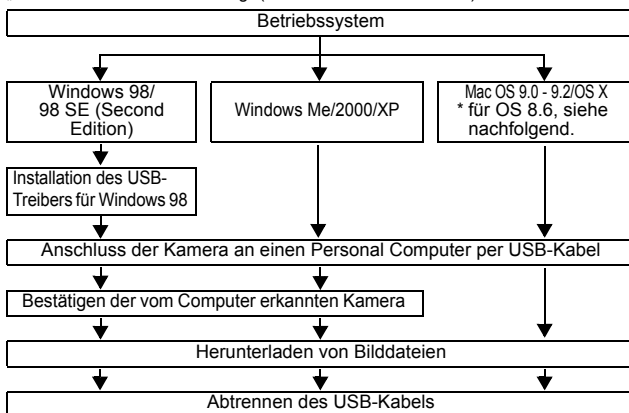 Betriebssystem
Windows 98/
98 SE (Second
Edition)
Windows Me/2000/XP
Mac OS 9.0 - 9.2/OS X
* für OS 8.6, siehe
nachfolgend.
Installation des USB-
Treibers für Windows 98
Anschluss der Kamera an einen Personal Computer per USB-Kabel
Bestätigen der vom Computer erkannten Kamera
Herunterladen von Bilddateien
Abtrennen des USB-Kabels